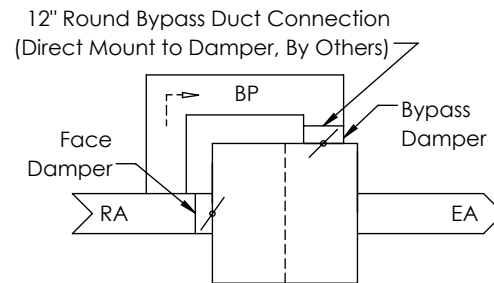 12" Round Bypass Duct Connection
(Direct Mount to Damper, By Others)
BP
Bypass
Damper
Face
Damper
RA
EA